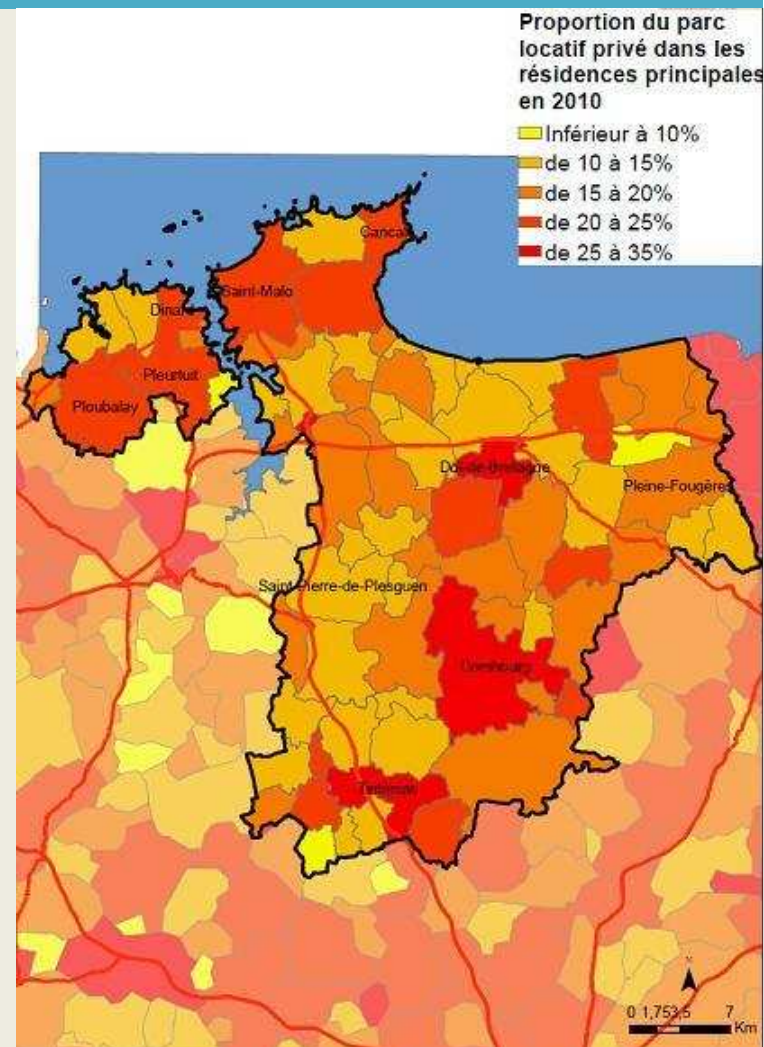 Proportion du parc
locatif privé dans les
résidences principales
en 2010
Inférieur à 10%
de 10 à 15%
de 15 à 20%
de 20 à 25%
de 25 à 35%
Cancale
Saint-Malo
Dinard
Pleurtuit
Ploubalay
Dol-de-Bretagne
Pleine-Fougères
Saint-Pierre-de-Plesguen
Combourg
Tinténiac
N
0 1,753,5 7
Km